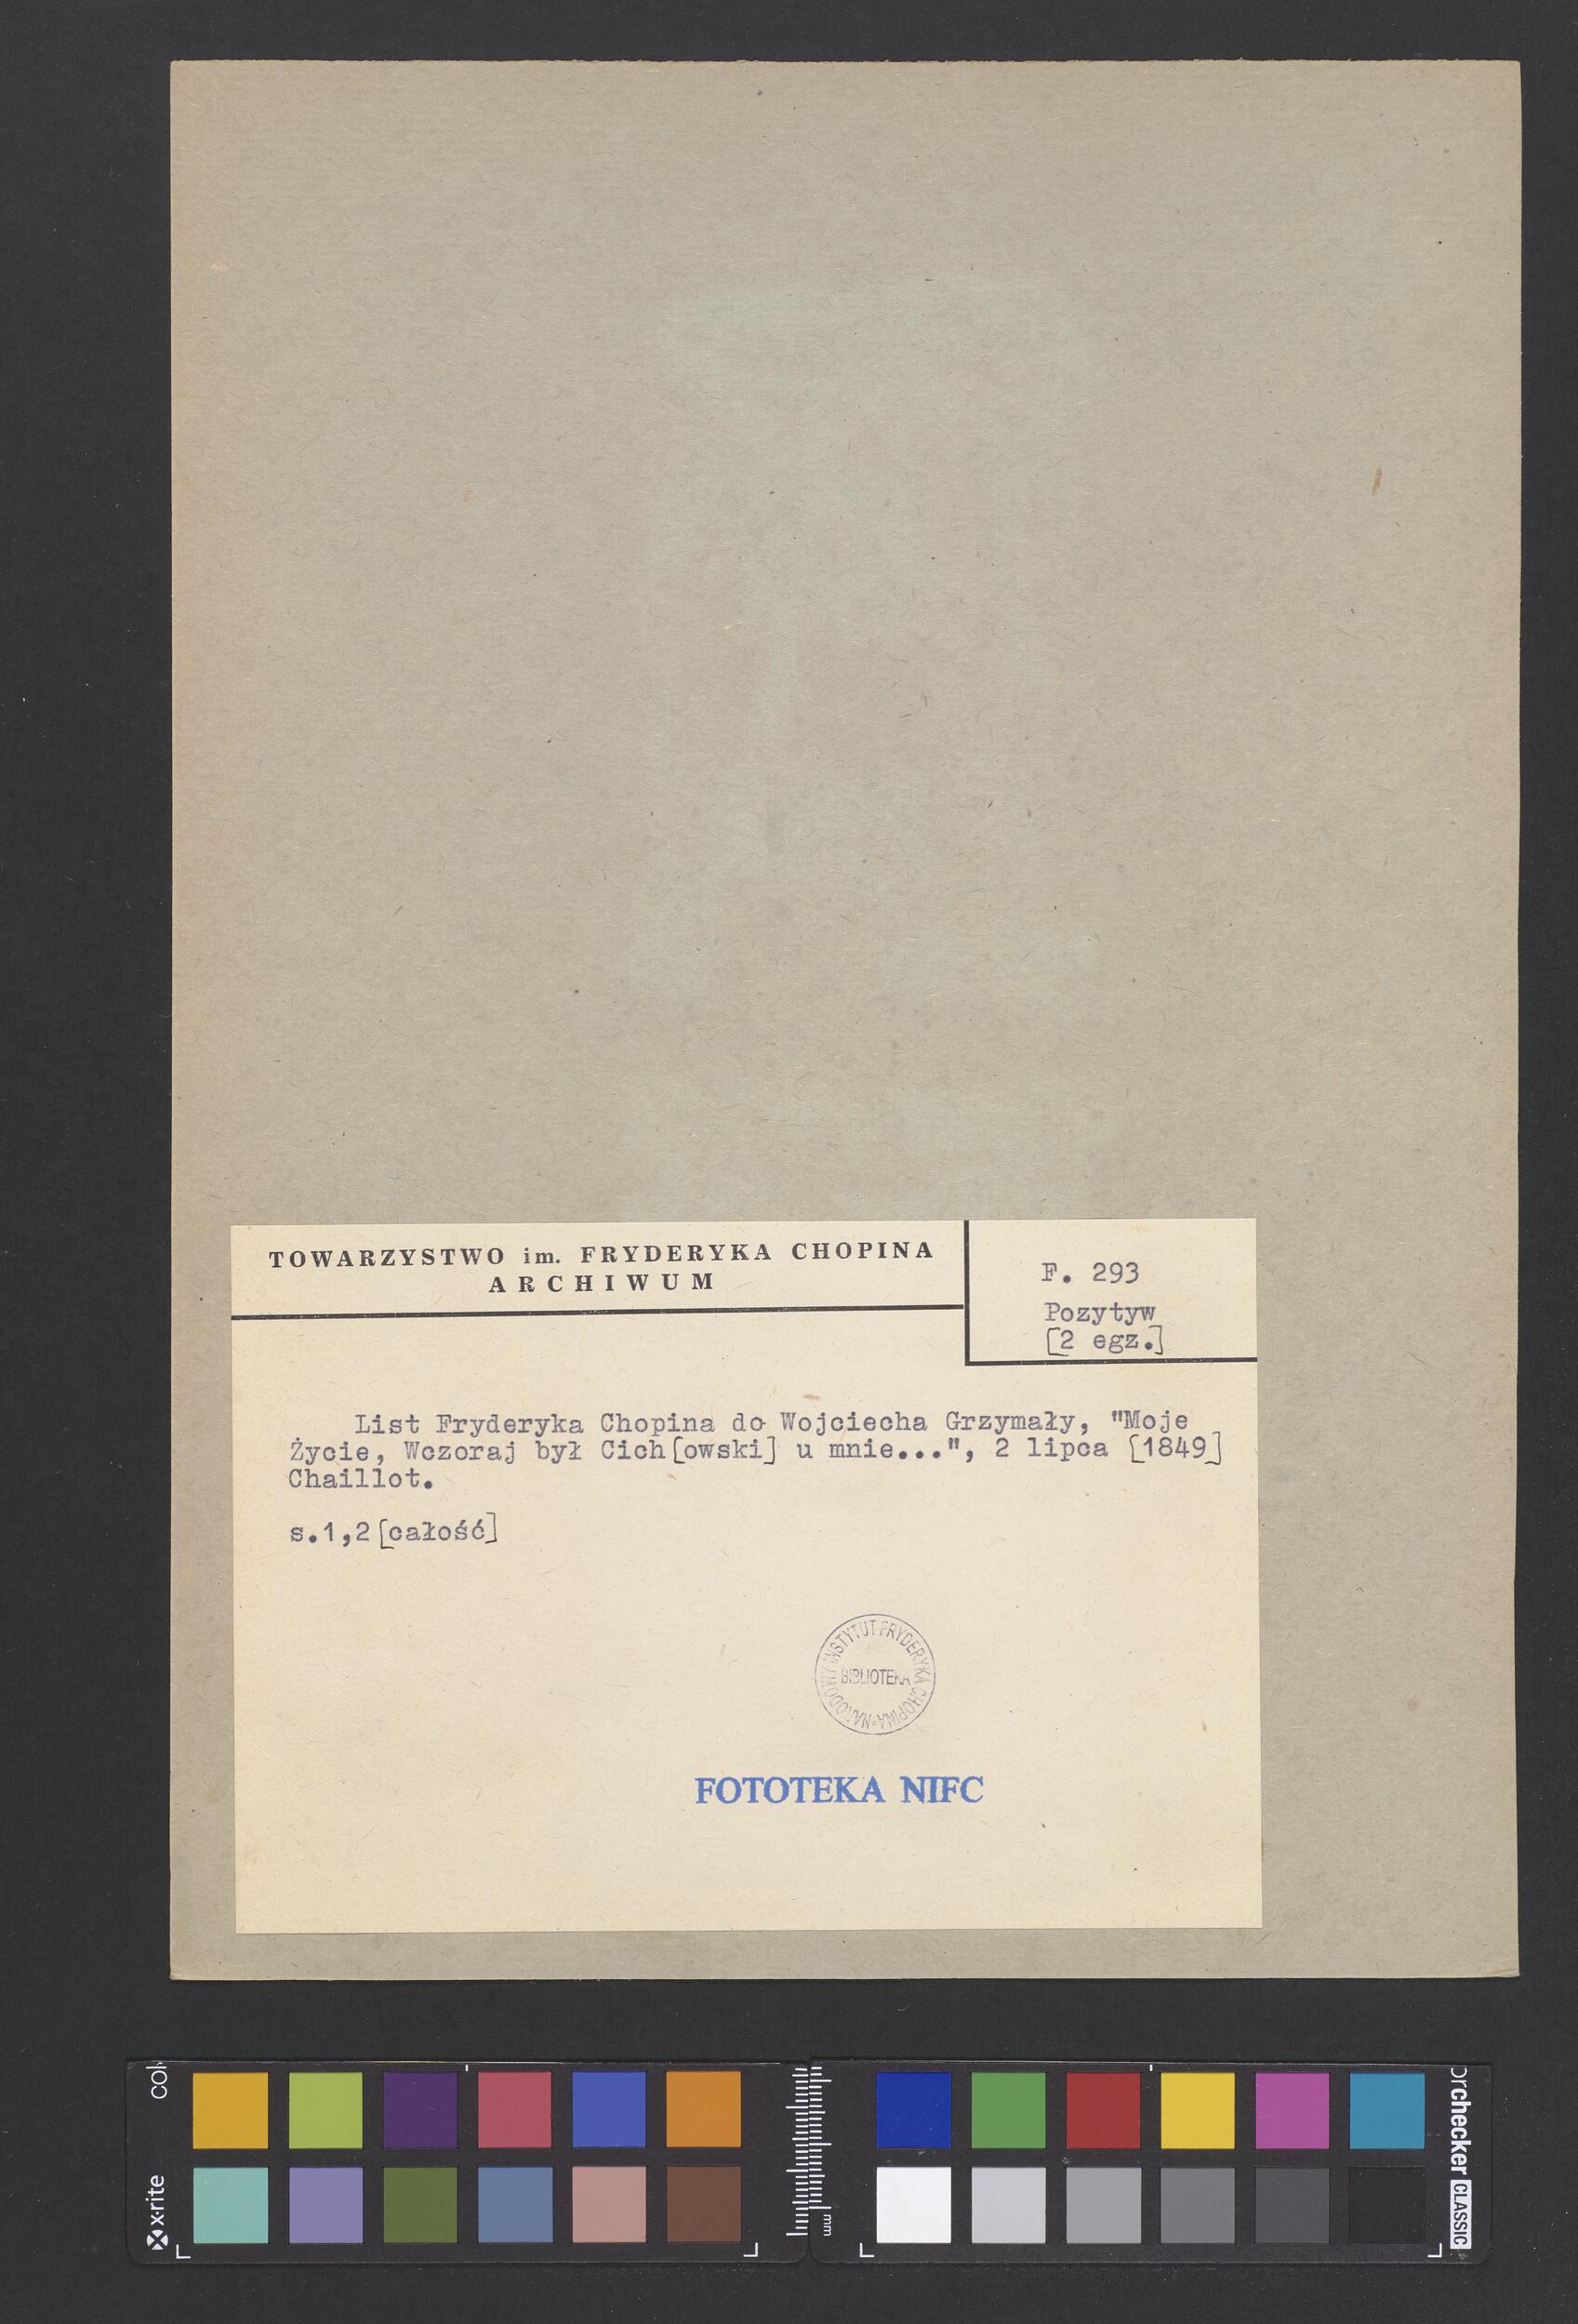 TOWARZYSTWO im. FRYDERYKA CHOPINA
ARCHIWUM
F. 293
Pozytyw
[2 egz.]
List Fryderyka Chopina do Wojciecha Grzymały, "Moje
Życie, Wczoraj był Cich[owski] u mnie...", 2 lipca [1849]
Chaillot.
s.1,2[całość]
NARODOWY INSTYTUT FRYDERYKA CHOPINA
BIBLIOTEKA
FOTOTEKA NIFC
x-rite
col
mm
orchecker CLASSIC